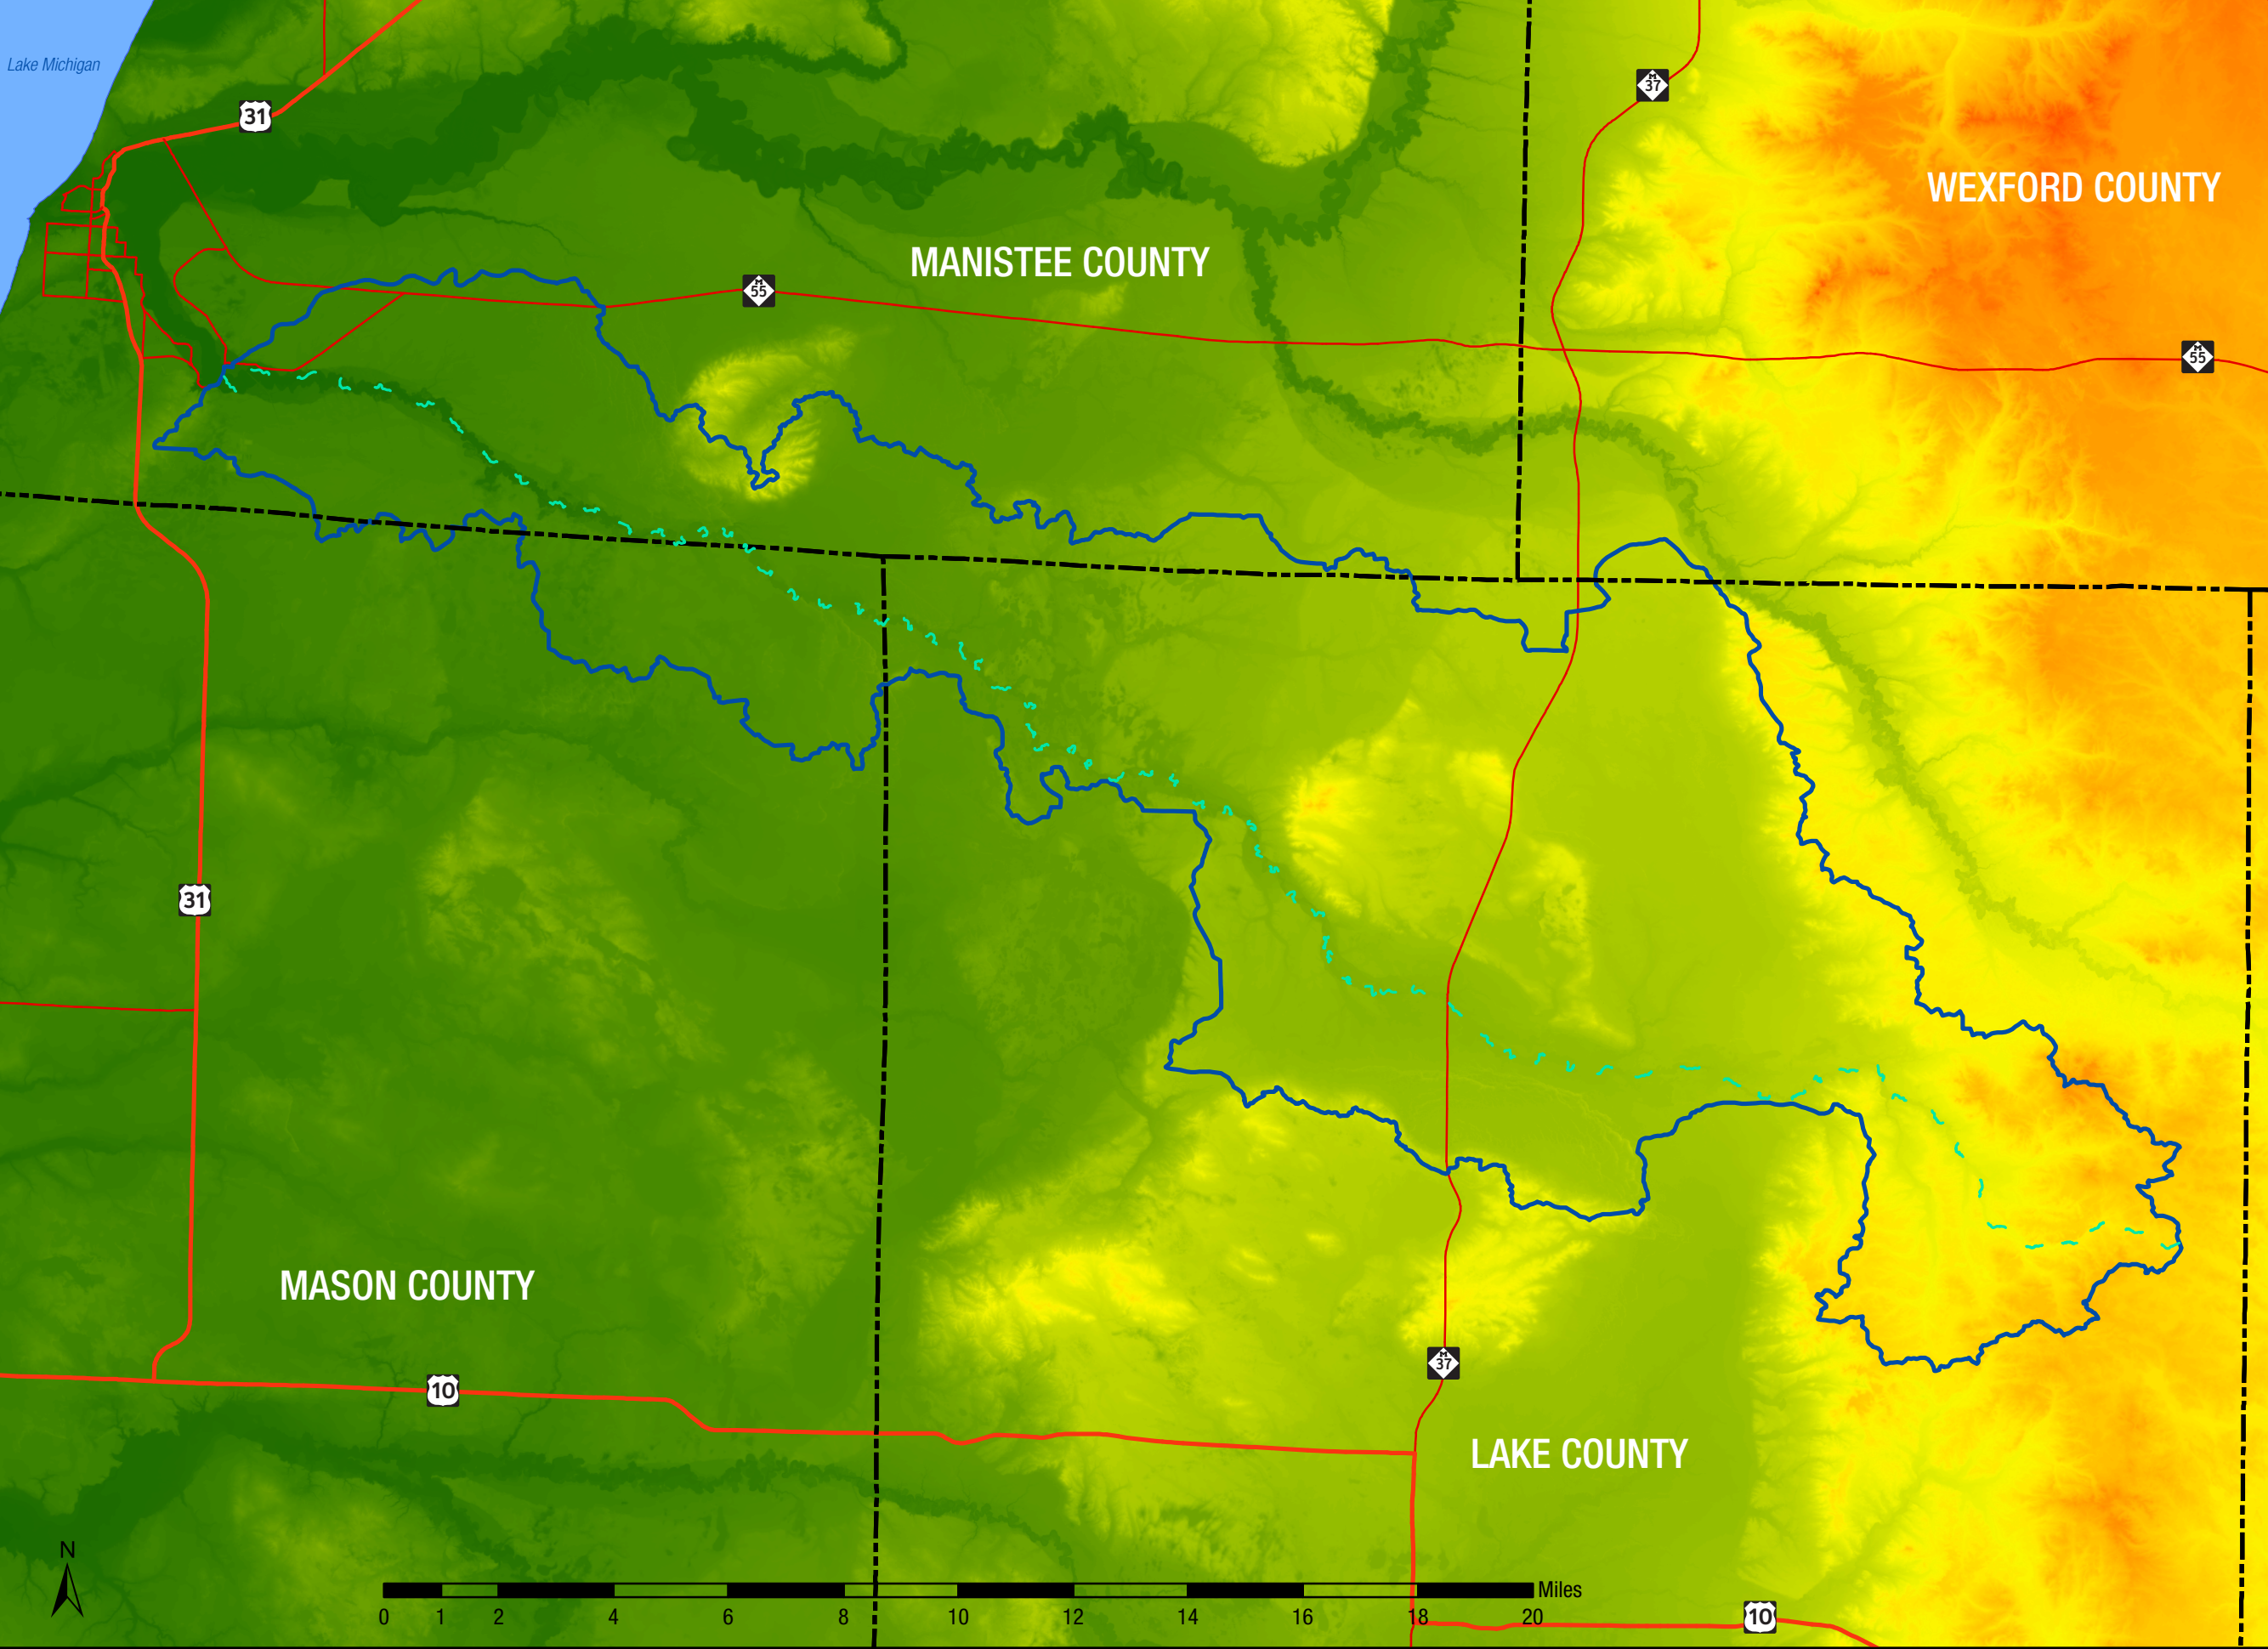 Lake Michigan
31
M
37
WEXFORD COUNTY
MANISTEE COUNTY
M
55
M
55
31
MASON COUNTY
M
37
10
LAKE COUNTY
N
Miles
0 1 2 4 6 8 10 12 14 16 18 20
10